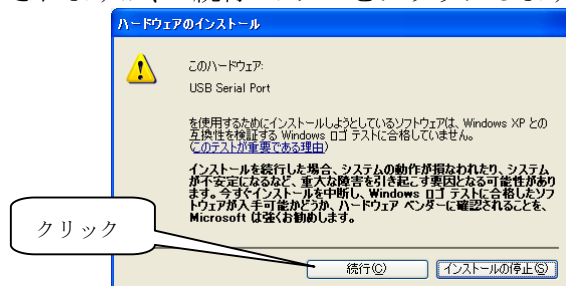 ハードウェアのインストール
このハードウェア:
USB Serial Port
を使用するためにインストールしようとしているソフトウェアは、Windows XP との
互換性を検証する Windows ロゴ テストに合格していません。
(このテストが重要である理由)
インストールを続行した場合、システムの動作が損なわれたり、システム
が不安定になるなど、重大な障害を引き起こす要因となる可能性があり
ます。今すぐインストールを中断し、Windows ロゴ テストに合格したソフ
トウェアが入手可能かどうか、ハードウェア ベンダーに確認されることを、
Microsoft は強くお勧めします。
クリック
続行(C)
インストールの停止(S)